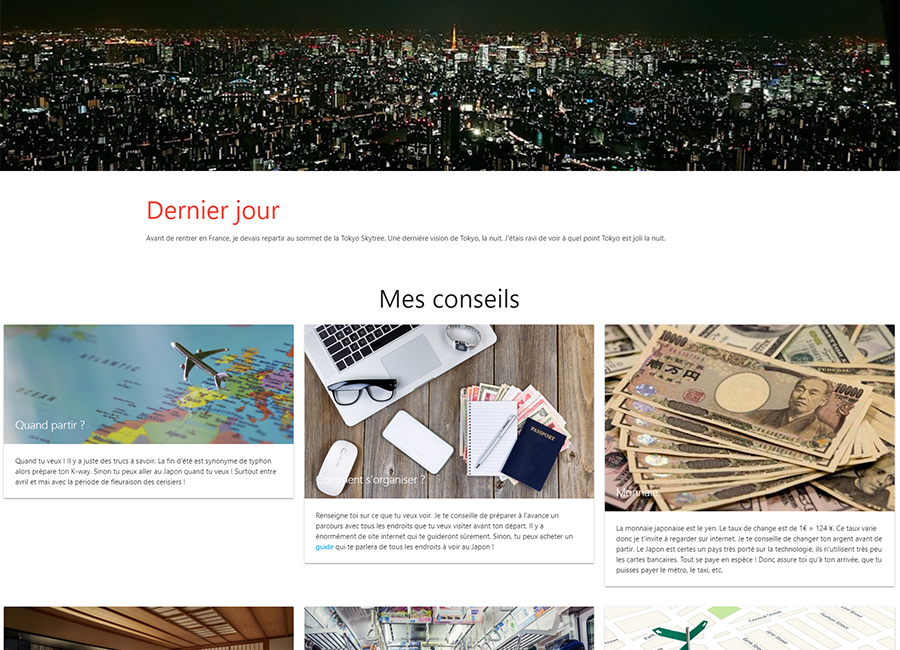 Dernier jour
Avant de rentrer en France, je devais repartir au sommet de la Tokyo Skytree. Une dernière vision de Tokyo, la nuit. J'étais ravi de voir à quel point Tokyo est joli la nuit.
Mes conseils
ATLANTIC
OCEAN
Quand partir ?
Quand tu veux ! Il y a juste des trucs à savoir. La fin d'été est synonyme de typhon
alors prépare ton K-way. Sinon tu peux aller au Japon quand tu veux ! Surtout entre
avril et mai avec la période de fleuraison des cerisiers !
PASSPORT
Comment s'organiser ?
Renseigne toi sur ce que tu veux voir. Je te conseille de préparer à l'avance un
parcours avec tous les endroits que tu veux visiter avant ton départ. Il y a
énormément de site internet qui te guideront sûrement. Sinon, tu peux acheter un
guide qui te parlera de tous les endroits à voir au Japon !
10000
10000
Monnaie
La monnaie japonaise est le yen. Le taux de change est de 1€ = 124 ¥. Ce taux varie
donc je t'invite à regarder sur internet. Je te conseille de changer ton argent avant de
partir. Le Japon est certes un pays très porté sur la technologie, ils n'utilisent très peu
les cartes bancaires. Tout se paye en espèce ! Donc assure toi qu'à ton arrivée, que tu
puisses payer le métro, le taxi, etc.
Central Street
Park